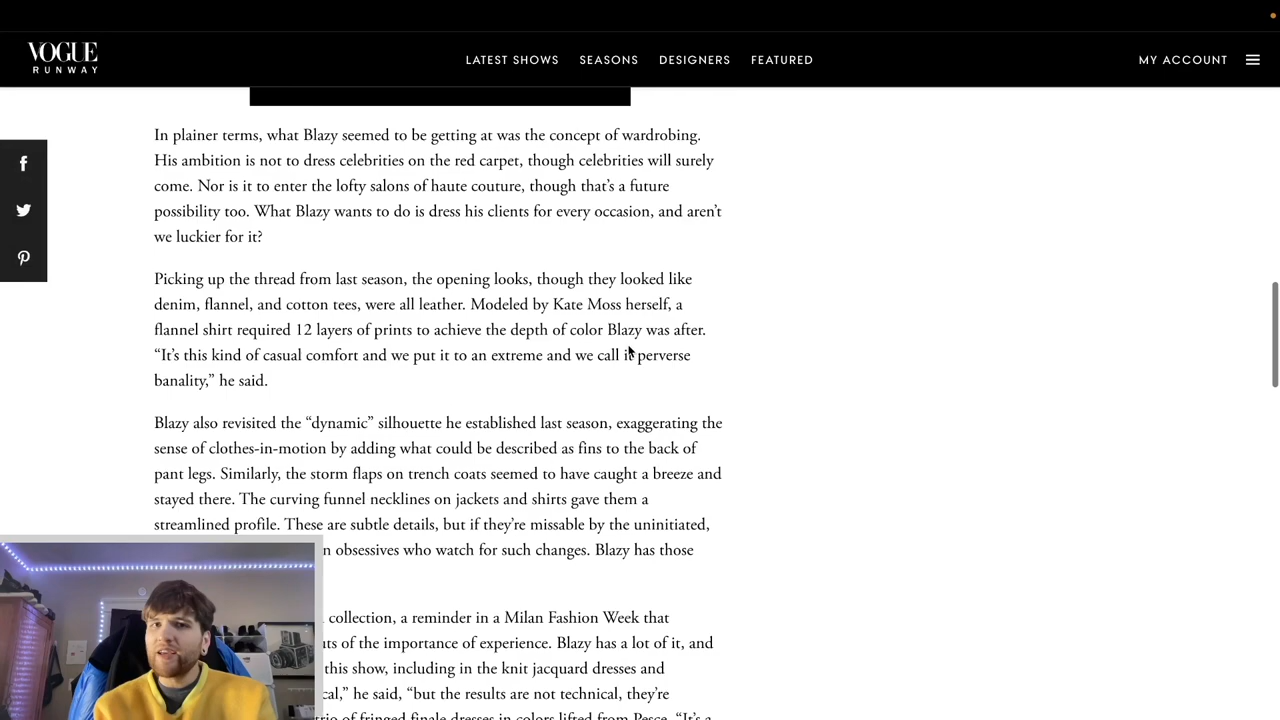 VOGUE
RUNWAY
LATEST SHOWS SEASONS DESIGNERS FEATURED
MY ACCOUNT
In plainer terms, what Blazy seemed to be getting at was the concept of wardrobing.
His ambition is not to dress celebrities on the red carpet, though celebrities will surely
come. Nor is it to enter the lofty salons of haute couture, though that’s a future
possibility too. What Blazy wants to do is dress his clients for every occasion, and aren’t
we luckier for it?
Picking up the thread from last season, the opening looks, though they looked like
denim, flannel, and cotton tees, were all leather. Modeled by Kate Moss herself, a
flannel shirt required 12 layers of prints to achieve the depth of color Blazy was after.
“It’s this kind of casual comfort and we put it to an extreme and we call it perverse
banality,” he said.
Blazy also revisited the “dynamic” silhouette he established last season, exaggerating the
sense of clothes-in-motion by adding what could be described as fins to the back of
pant legs. Similarly, the storm flaps on trench coats seemed to have caught a breeze and
stayed there. The curving funnel necklines on jackets and shirts gave them a
streamlined profile. These are subtle details, but if they’re missable by the uninitiated,
obsessives who watch for such changes. Blazy has those
collection, a reminder in a Milan Fashion Week that
of the importance of experience. Blazy has a lot of it, and
this show, including in the knit jacquard dresses and
he said, “but the results are not technical, they’re
of fringed finale dresses in colors lifted from Pesce. “It’s a